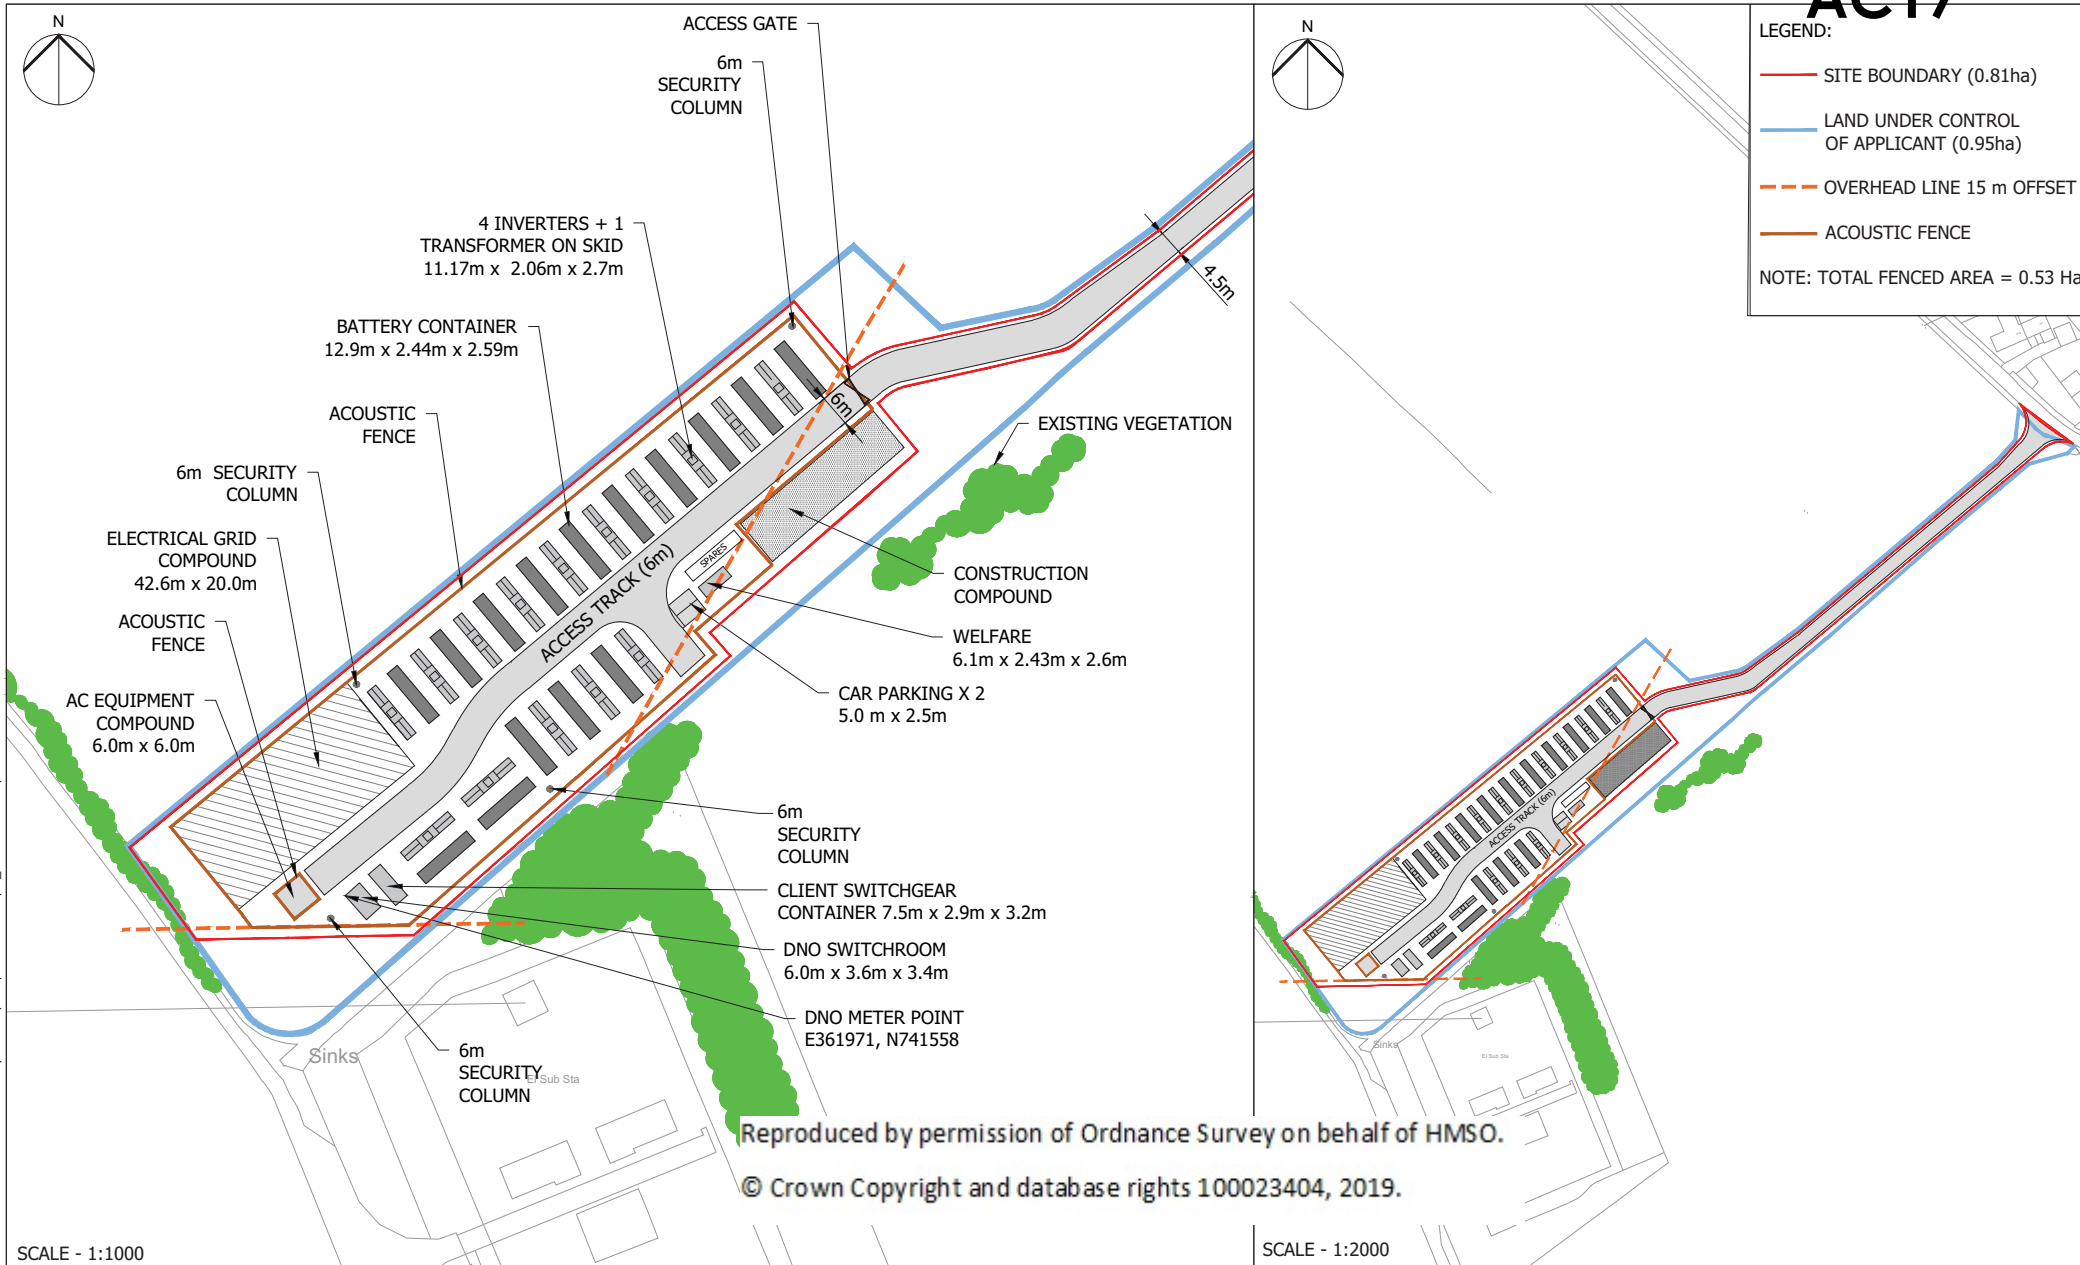 N
ACCESS GATE
6m
SECURITY
COLUMN
4 INVERTERS + 1
TRANSFORMER ON SKID
11.17m x 2.06m x 2.7m
BATTERY CONTAINER
12.9m x 2.44m x 2.59m
ACOUSTIC
FENCE
6m SECURITY
COLUMN
ELECTRICAL GRID
COMPOUND
42.6m x 20.0m
ACOUSTIC
FENCE
AC EQUIPMENT
COMPOUND
6.0m x 6.0m
4.5m
6m
EXISTING VEGETATION
ACCESS TRACK (6m)
SPARES
CONSTRUCTION
COMPOUND
WELFARE
6.1m x 2.43m x 2.6m
CAR PARKING X 2
5.0 m x 2.5m
6m
SECURITY
COLUMN
CLIENT SWITCHGEAR
CONTAINER 7.5m x 2.9m x 3.2m
DNO SWITCHROOM
6.0m x 3.6m x 3.4m
DNO METER POINT
E361971, N741558
6m
SECURITY
COLUMN
Sinks
El Sub Sta
SCALE - 1:1000
N
LEGEND:
SITE BOUNDARY (0.81ha)
LAND UNDER CONTROL
OF APPLICANT (0.95ha)
OVERHEAD LINE 15 m OFFSET
ACOUSTIC FENCE
NOTE: TOTAL FENCED AREA = 0.53 Ha
ACCESS TRACK (6m)
Sinks
El Sub Sta
Reproduced by permission of Ordnance Survey on behalf of HMSO.
© Crown Copyright and database rights 100023404, 2019.
SCALE - 1:2000